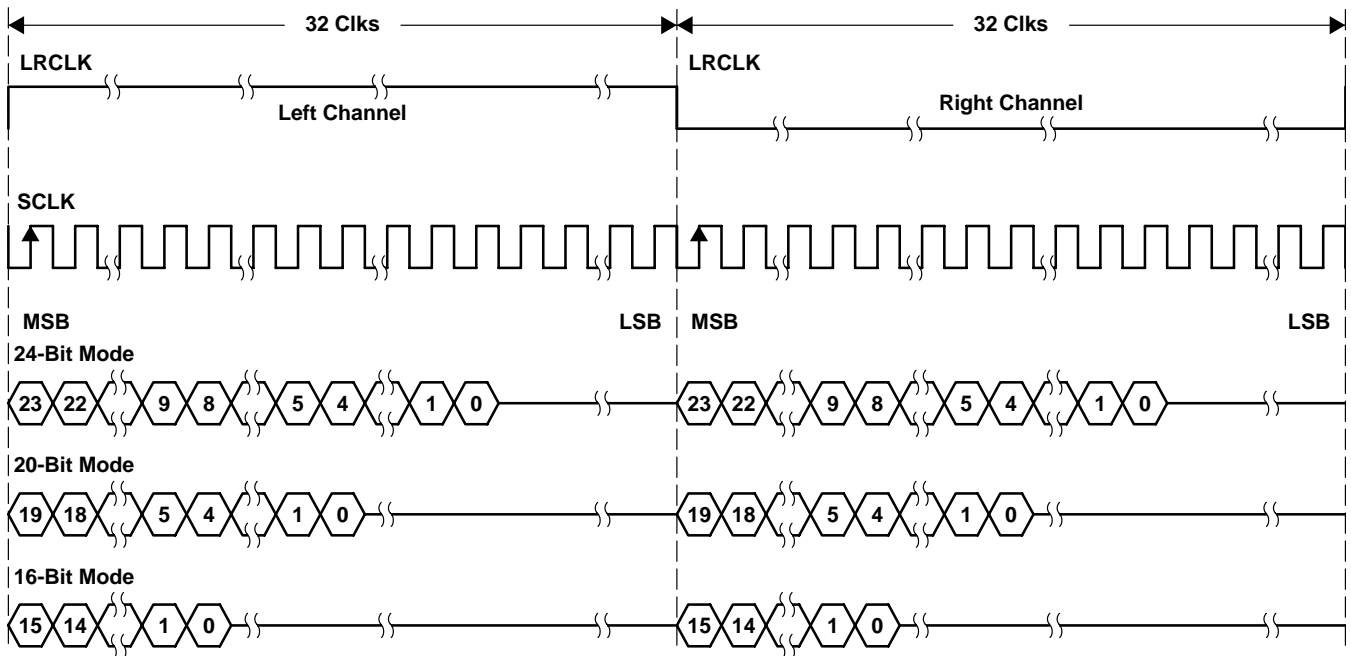 32 Clks 32 Clks
LRCLK LRCLK
Left Channel Right Channel
SCLK
MSB LSB MSB LSB
24-Bit Mode
23 22 9 8 5 4 1 0 23 22 9 8 5 4 1 0
20-Bit Mode
19 18 5 4 1 0 19 18 5 4 1 0
16-Bit Mode
15 14 1 0 15 14 1 0